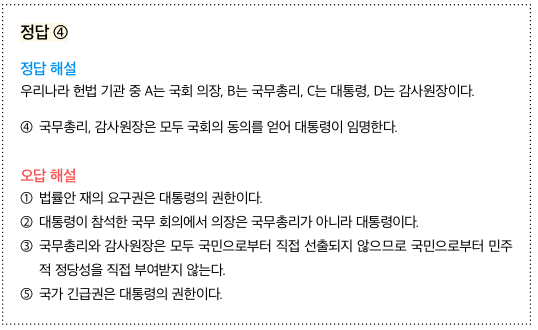 정답 ④
정답 해설
우리나라 헌법 기관 중 A는 국회 의장, B는 국무총리, C는 대통령, D는 감사원장이다.
④ 국무총리, 감사원장은 모두 국회의 동의를 얻어 대통령이 임명한다.
오답 해설
① 법률안 재의 요구권은 대통령의 권한이다.
② 대통령이 참석한 국무 회의에서 의장은 국무총리가 아니라 대통령이다.
③ 국무총리와 감사원장은 모두 국민으로부터 직접 선출되지 않으므로 국민으로부터 민주
적 정당성을 직접 부여받지 않는다.
⑤ 국가 긴급권은 대통령의 권한이다.